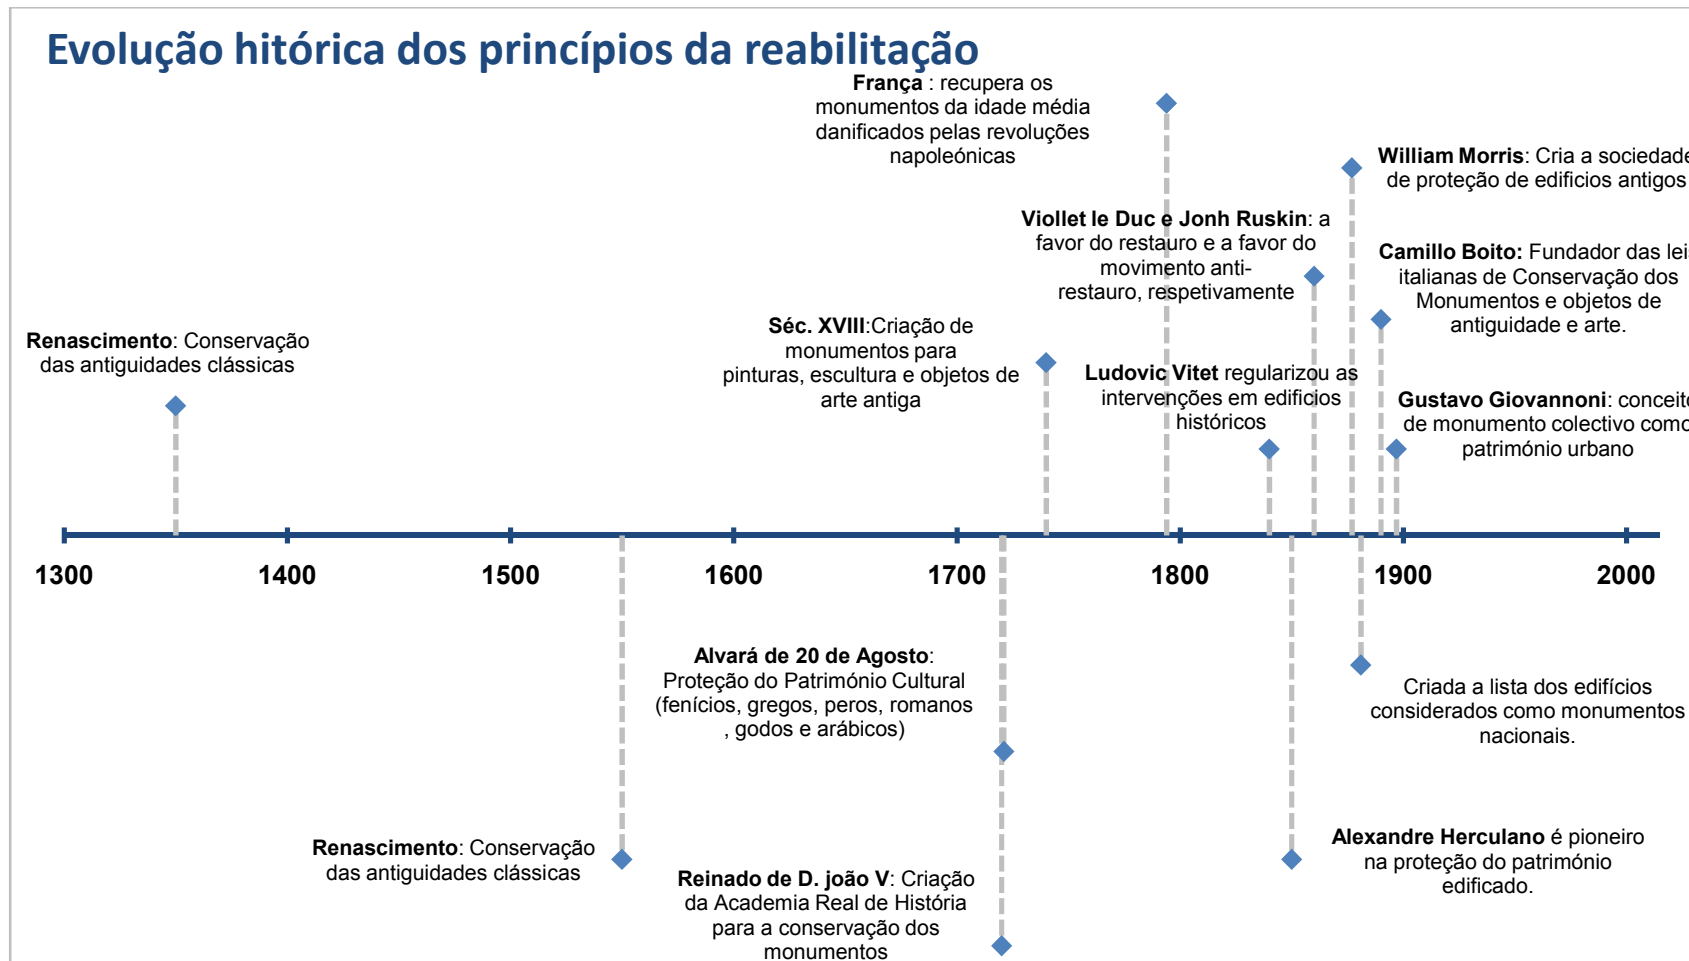 Evolução hitórica dos princípios da reabilitação
França : recupera os
monumentos da idade média
danificados pelas revoluções
napoleónicas
William Morris: Cria a sociedade
de proteção de edificios antigos
Viollet le Duc e Jonh Ruskin: a
favor do restauro e a favor do
movimento anti-
restauro, respetivamente
Camillo Boito: Fundador das leis
italianas de Conservação dos
Monumentos e objetos de
antiguidade e arte.
Séc. XVIII:Criação de
monumentos para
pinturas, escultura e objetos de
arte antiga
Renascimento: Conservação
das antiguidades clássicas
Ludovic Vitet regularizou as
intervenções em edificios
históricos
Gustavo Giovannoni: conceito
de monumento colectivo como
património urbano
1300 1400 1500 1600 1700 1800 1900 2000
Alvará de 20 de Agosto:
Proteção do Património Cultural
(fenícios, gregos, peros, romanos
, godos e arábicos)
Criada a lista dos edifícios
considerados como monumentos
nacionais.
Renascimento: Conservação
das antiguidades clássicas
Reinado de D. joão V: Criação
da Academia Real de História
para a conservação dos
monumentos
Alexandre Herculano é pioneiro
na proteção do património
edificado.